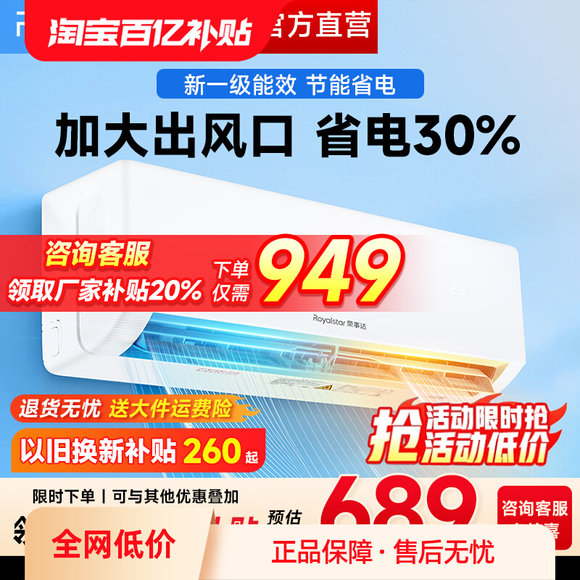 淘宝百亿补贴
官方直营
新一级能效 节能省电
加大出风口 省电30%
咨询客服
领取厂家补贴20%
下单
仅需
949
Royalstar 荣事达
退货无忧 送大件运费险
以旧换新补贴 260起
抢
活动限时抢
活动低价
限时下单 | 可与其他优惠叠加
预估
689
咨询客服
全网低价
正品保障·售后无忧